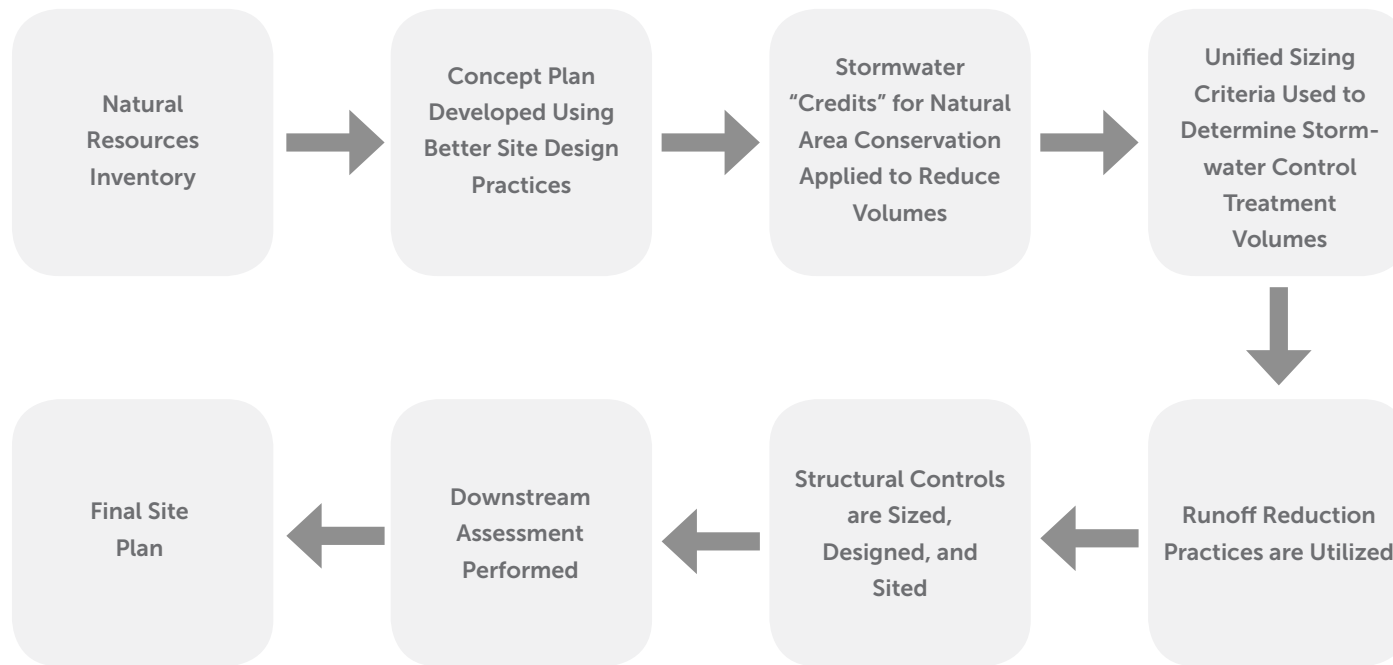 Natural
Resources
Inventory
Concept Plan
Developed Using
Better Site Design
Practices
Stormwater
“Credits” for Natural
Area Conservation
Applied to Reduce
Volumes
Unified Sizing
Criteria Used to
Determine Storm-
water Control
Treatment
Volumes
Runoff Reduction
Practices are Utilized
Structural Controls
are Sized,
Designed, and
Sited
Downstream
Assessment
Performed
Final Site
Plan